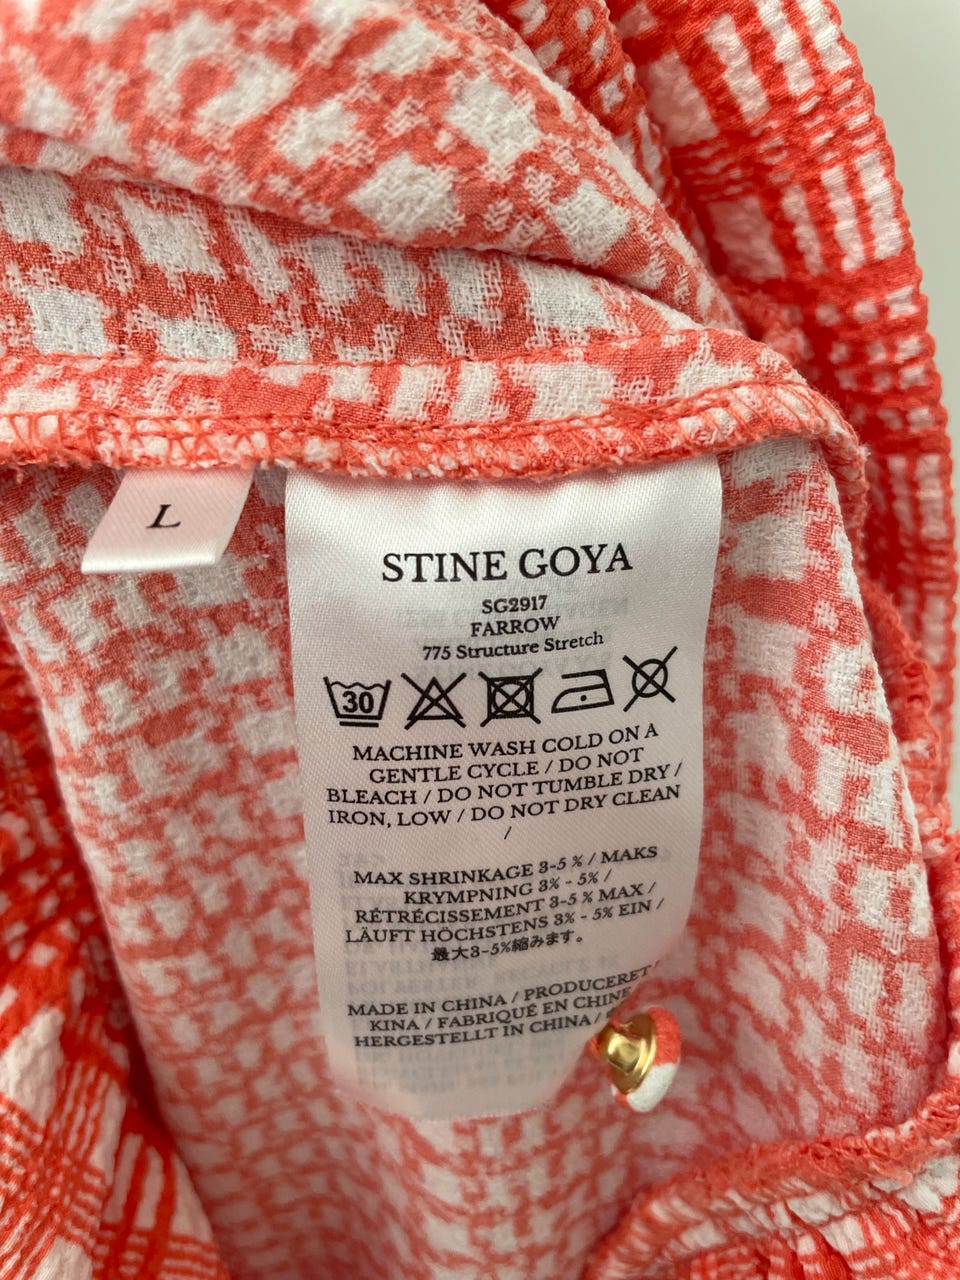 L
STINE GOYA
SG2917
FARROW
775 Structure Stretch
30
MACHINE WASH COLD ON A
GENTLE CYCLE / DO NOT
BLEACH / DO NOT TUMBLE DRY /
IRON, LOW / DO NOT DRY CLEAN
/
MAX SHRINKAGE 3-5 % / MAKS
KRYMPNING 3% - 5% /
RÉTRÉCISSEMENT 3-5 % MAX /
LÄUFT HÖCHSTENS 3% - 5% EIN /
最大3-5%縮みます。
MADE IN CHINA / PRODUCERET
KINA / FABRIQUÉ EN CHINE
HERGESTELLT IN CHINA /